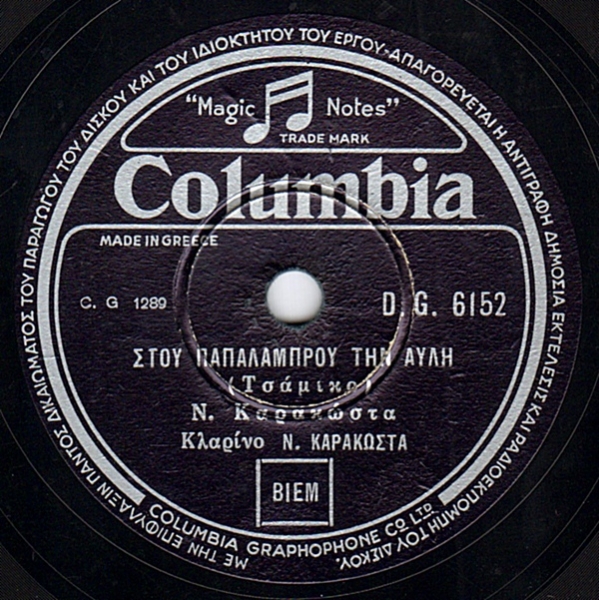 ΜΕ ΤΗΝ ΕΠΙΦΥΛΑΞΙΝ ΠΑΝΤΟΣ ΔΙΚΑΙΩΜΑΤΟΣ ΤΟΥ ΠΑΡΑΓΩΓΟΥ ΤΟΥ ΔΙΣΚΟΥ ΚΑΙ ΤΟΥ ΙΔΙΟΚΤΗΤΟΥ ΤΟΥ ΕΡΓΟΥ-ΑΠΑΓΟΡΕΥΕΤΑΙ Η ΑΝΤΙΓΡΑΦΗ ΔΗΜΟΣΙΑ ΕΚΤΕΛΕΣΙΣ ΚΑΙ ΡΑΔΙΟΕΚΠΟΜΠΗ ΤΟΥ ΔΙΣΚΟΥ.
"Magic Notes"
TRADE MARK
Columbia
MADE IN GREECE
C. G 1289 D. G. 6152
ΣΤΟΥ ΠΑΠΑΛΑΜΠΡΟΥ ΤΗΝ ΑΥΛΗ
(Τσάμικο)
Ν. Καρακώστα
Κλαρίνο Ν. ΚΑΡΑΚΩΣΤΑ
BIEM
COLUMBIA GRAPHOPHONE Co LTD